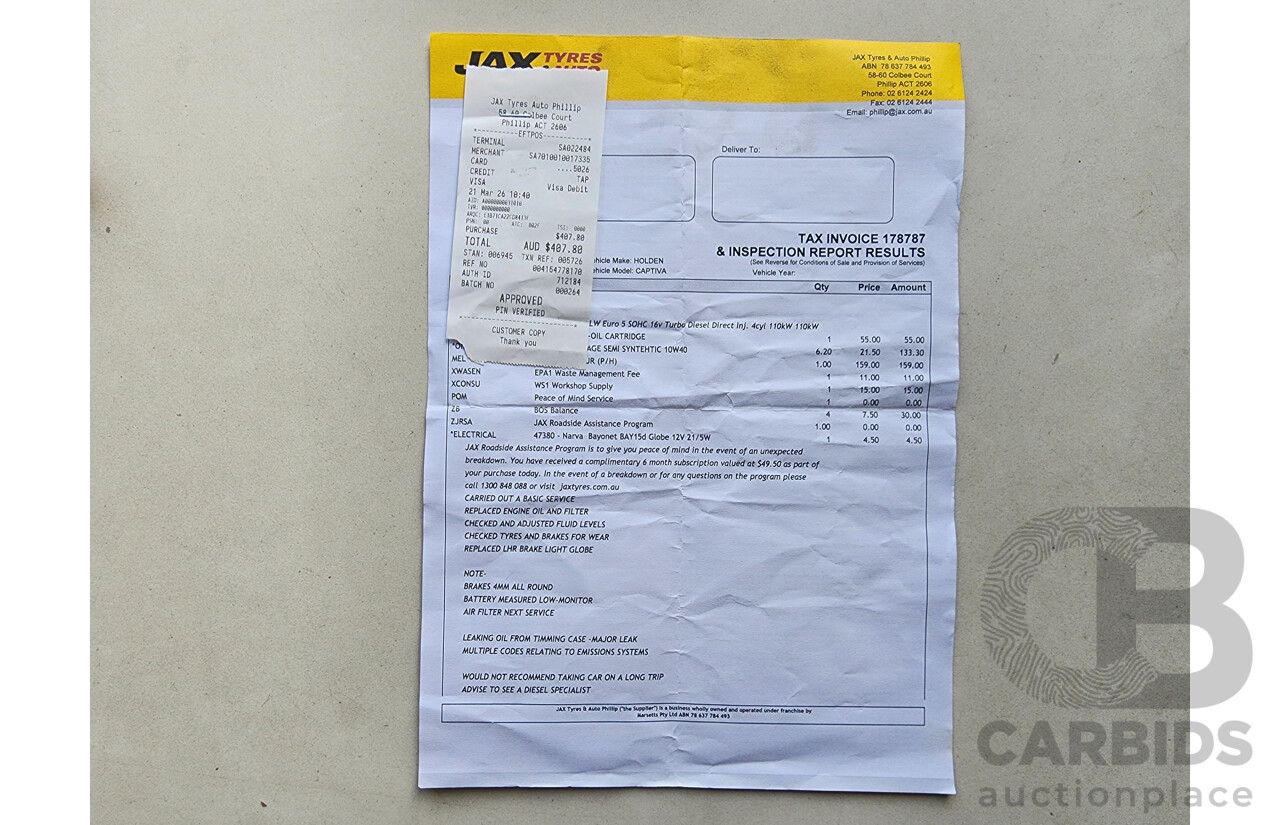 JAX TYRES
& AUTO
JAX Tyres & Auto Phillip
ABN 78 637 784 493
58-60 Colbee Court
Phillip ACT 2606
Phone: 02 6124 2424
Fax: 02 6124 2444
Email: phillip@jax.com.au
JAX Tyres Auto Phillip
58 60 Colbee Court
Phillip ACT 2606
EFTPOS
TERMINAL SA022484
MERCHANT SA7010010017335
CARD ....5026
CREDIT TAP
VISA Visa Debit
21 Mar 26 10:40
PURCHASE $407.80
TOTAL AUD $407.80
STAN: 006945 TXN REF: 005726
REF NO 004154778170
AUTH ID 712184
BATCH NO 000264
APPROVED
PIN VERIFIED
CUSTOMER COPY
Thank you
Deliver To:
TAX INVOICE 178787
& INSPECTION REPORT RESULTS
(See Reverse for Conditions of Sale and Provision of Services)
hicle Make: HOLDEN
hicle Model: CAPTIVA
Vehicle Year:
Qty Price Amount
LW Euro 5 SOHC 16v Turbo Diesel Direct Inj. 4cyl 110kW 110kW
-OIL CARTRIDGE 1 55.00 55.00
AGE SEMI SYNTEHTIC 10W40 6.20 21.50 133.30
MEL UR (P/H) 1.00 159.00 159.00
XWASEN EPA1 Waste Management Fee 1 11.00 11.00
XCONSU WS1 Workshop Supply 1 15.00 15.00
POM Peace of Mind Service 1 0.00 0.00
ZB BOS Balance 4 7.50 30.00
ZJRSA JAX Roadside Assistance Program 1.00 0.00 0.00
*ELECTRICAL 47380 - Narva Bayonet BAY15d Globe 12V 21/5W 1 4.50 4.50
JAX Roadside Assistance Program is to give you peace of mind in the event of an unexpected
breakdown. You have received a complimentary 6 month subscription valued at $49.50 as part of
your purchase today. In the event of a breakdown or for any questions on the program please
call 1300 848 088 or visit jaxtyres.com.au
CARRIED OUT A BASIC SERVICE
REPLACED ENGINE OIL AND FILTER
CHECKED AND ADJUSTED FLUID LEVELS
CHECKED TYRES AND BRAKES FOR WEAR
REPLACED LHR BRAKE LIGHT GLOBE
NOTE-
BRAKES 4MM ALL ROUND
BATTERY MEASURED LOW-MONITOR
AIR FILTER NEXT SERVICE
LEAKING OIL FROM TIMMING CASE -MAJOR LEAK
MULTIPLE CODES RELATING TO EMISSIONS SYSTEMS
WOULD NOT RECOMMEND TAKING CAR ON A LONG TRIP
ADVISE TO SEE A DIESEL SPECIALIST
JAX Tyres & Auto Phillip ("the Supplier") is a business wholly owned and operated under franchise by
Marsetts Pty Ltd ABN 78 637 784 493
CB
CARBIDS
auctionplace